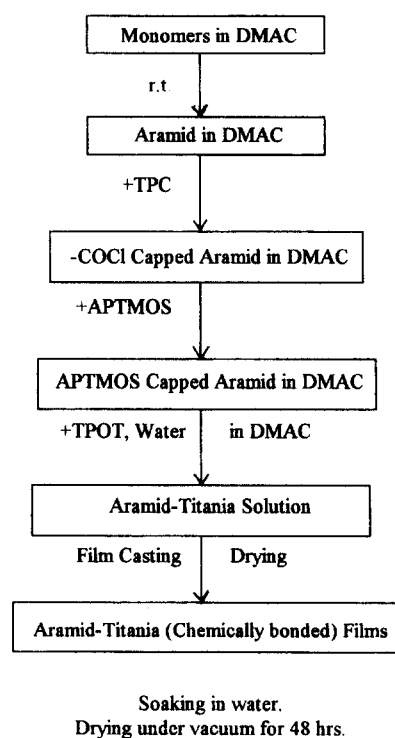 Monomers in DMAC
r.t.
Aramid in DMAC
+TPC
-COCl Capped Aramid in DMAC
+APTMOS
APTMOS Capped Aramid in DMAC
+TPOT, Water in DMAC
Aramid-Titania Solution
Film Casting Drying
Aramid-Titania (Chemically bonded) Films
Soaking in water.
Drying under vacuum for 48 hrs.